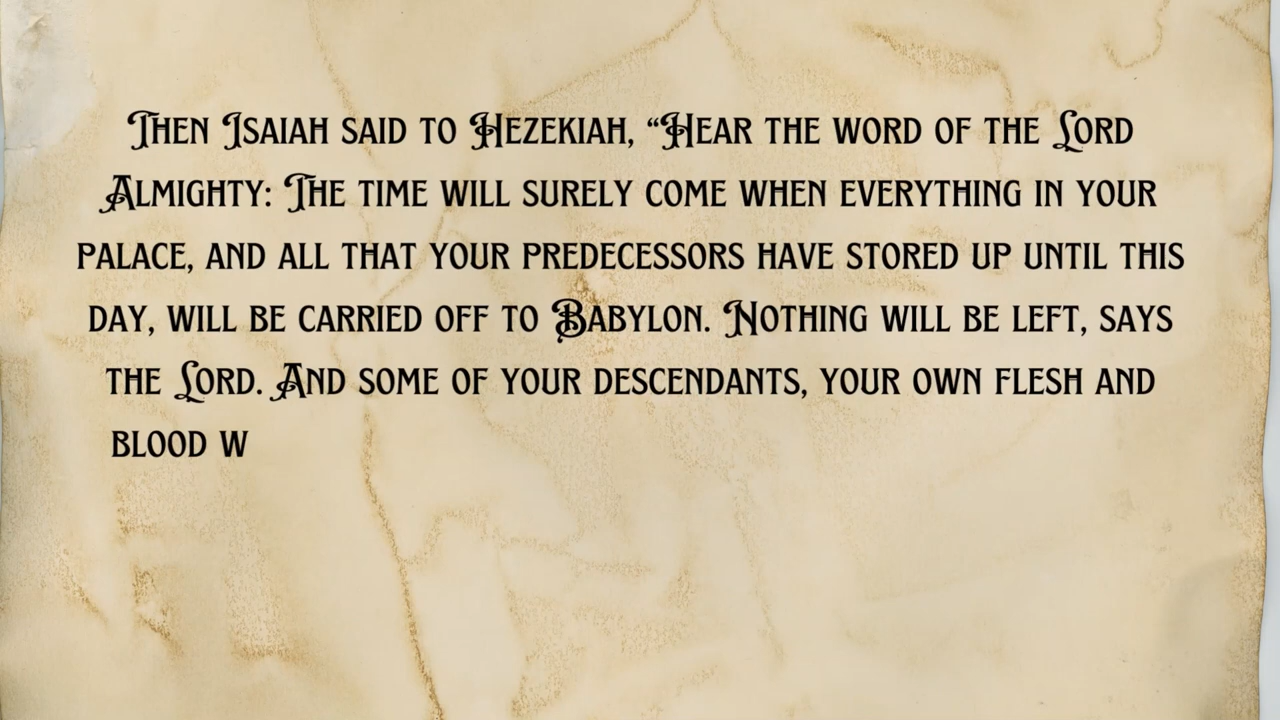 Then Isaiah said to Hezekiah, “Hear the word of the Lord
Almighty: The time will surely come when everything in your
palace, and all that your predecessors have stored up until this
day, will be carried off to Babylon. Nothing will be left, says
the Lord. And some of your descendants, your own flesh and
blood w